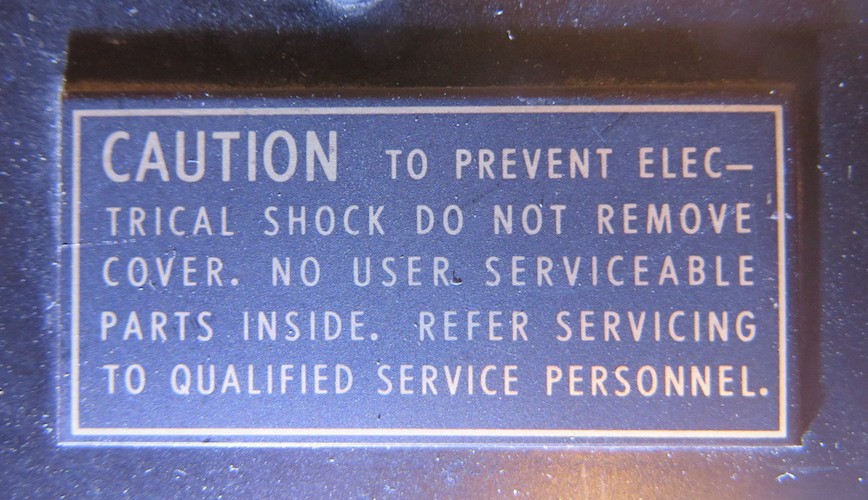 CAUTION TO PREVENT ELEC–
TRICAL SHOCK DO NOT REMOVE
COVER. NO USER SERVICEABLE
PARTS INSIDE. REFER SERVICING
TO QUALIFIED SERVICE PERSONNEL.